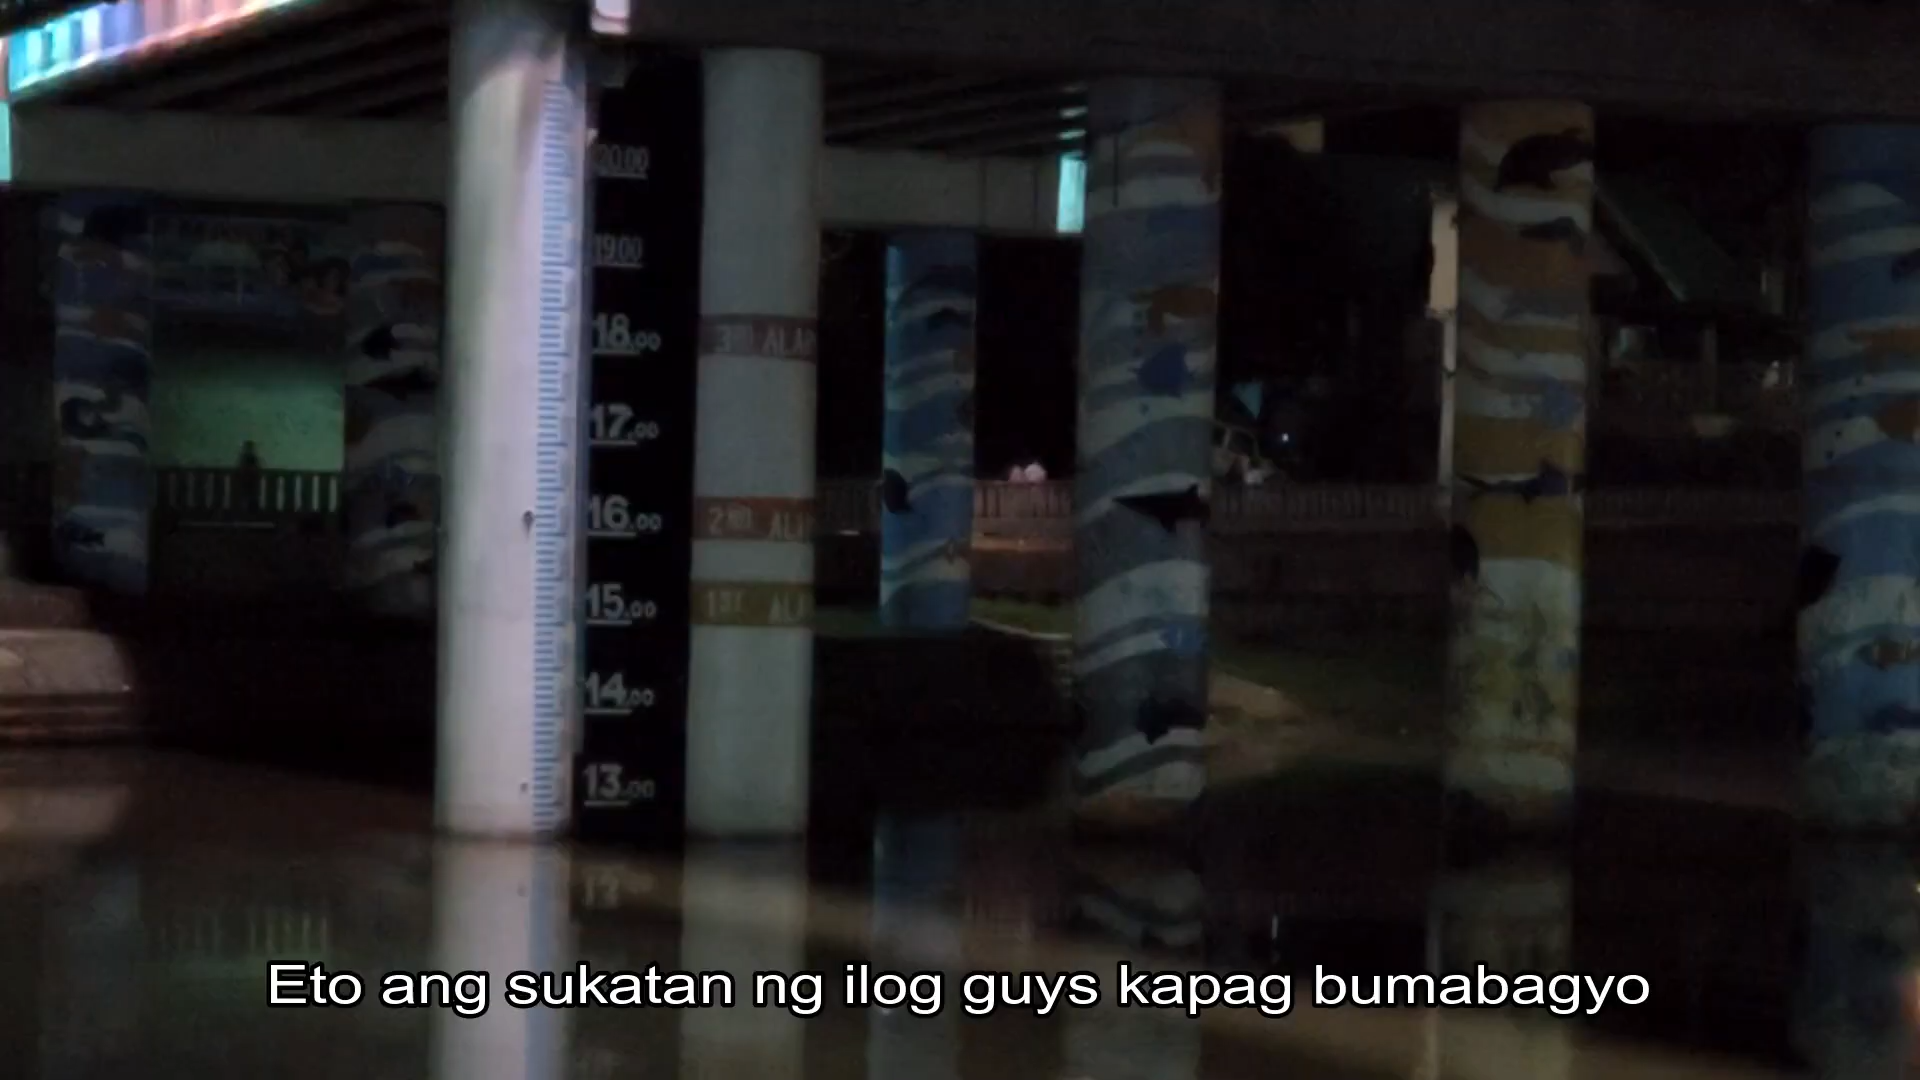 20.00
19.00
18.00
3RD ALAR
17.00
16.00
2ND ALA
15.00
1ST ALA
14.00
13.00
Eto ang sukatan ng ilog guys kapag bumabagyo